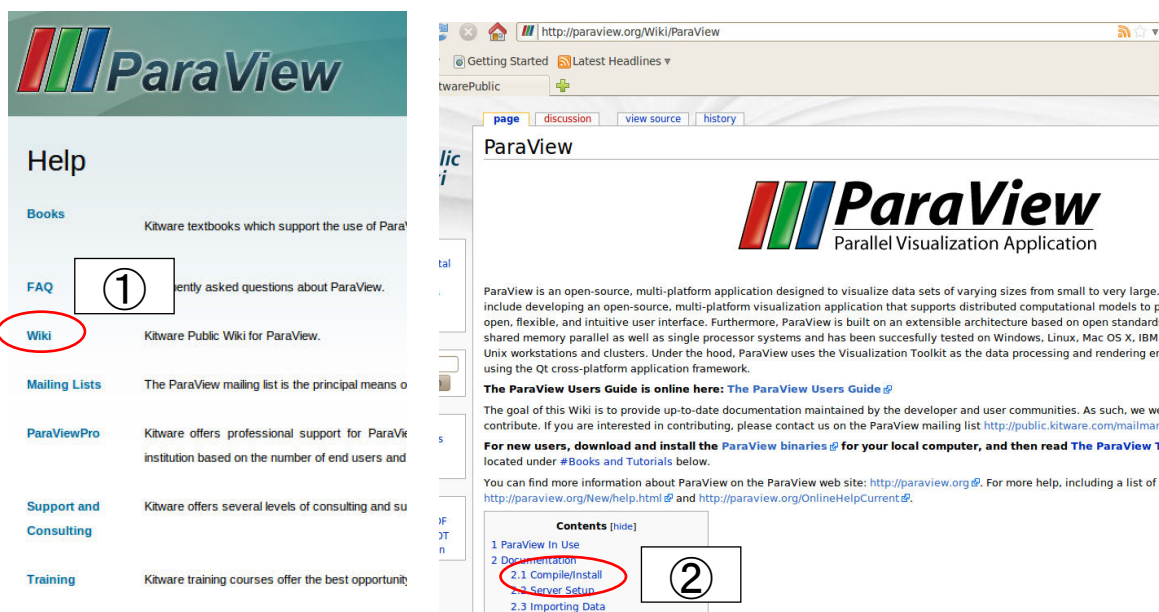 ParaView
Help
Books
Kitware textbooks which support the use of Para
FAQ
①
ently asked questions about ParaView.
Wiki
Kitware Public Wiki for ParaView.
Mailing Lists
The ParaView mailing list is the principal means o
ParaViewPro
Kitware offers professional support for ParaVie
institution based on the number of end users and
Support and
Consulting
Kitware offers several levels of consulting and su
Training
Kitware training courses offer the best opportunity
http://paraview.org/Wiki/ParaView
Getting Started
Latest Headlines
twarePublic
page
discussion
view source
history
lic
ParaView
ParaView
Parallel Visualization Application
tal
ParaView is an open-source, multi-platform application designed to visualize data sets of varying sizes from small to very large.
include developing an open-source, multi-platform visualization application that supports distributed computational models to p
open, flexible, and intuitive user interface. Furthermore, ParaView is built on an extensible architecture based on open standard
shared memory parallel as well as single processor systems and has been succesfully tested on Windows, Linux, Mac OS X, IBM
Unix workstations and clusters. Under the hood, ParaView uses the Visualization Toolkit as the data processing and rendering en
using the Qt cross-platform application framework.
The ParaView Users Guide is online here: The ParaView Users Guide
The goal of this Wiki is to provide up-to-date documentation maintained by the developer and user communities. As such, we we
contribute. If you are interested in contributing, please contact us on the ParaView mailing list http://public.kitware.com/mailmar
For new users, download and install the ParaView binaries for your local computer, and then read The ParaView T
located under #Books and Tutorials below.
You can find more information about ParaView on the ParaView web site: http://paraview.org. For more help, including a list of
http://paraview.org/New/help.html and http://paraview.org/OnlineHelpCurrent.
Contents [hide]
1 ParaView In Use
2 Documentation
2.1 Compile/Install
2.2 Server Setup
2.3 Importing Data
②